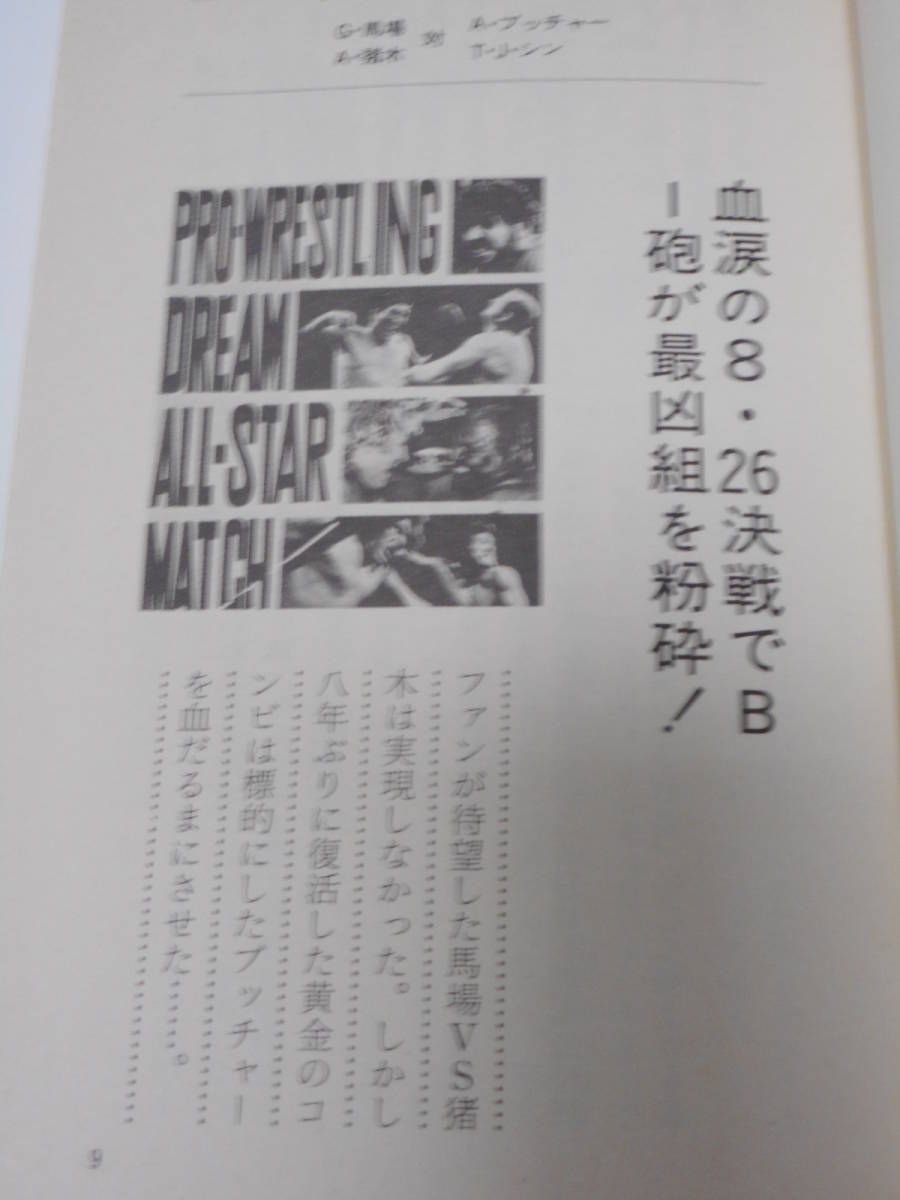 G・馬場 対 A・ブッチャー
A・猪木 T・J・シン
血涙の8・26決戦でB
I砲が最凶組を粉砕！
PRO-WRESTLING
DREAM
ALL-STAR
MATCH
ファンが待望した馬場VS猪
木は実現しなかった。しかし
八年ぶりに復活した黄金のコ
ンビは標的にしたブッチャー
を血だるまにさせた……。
9